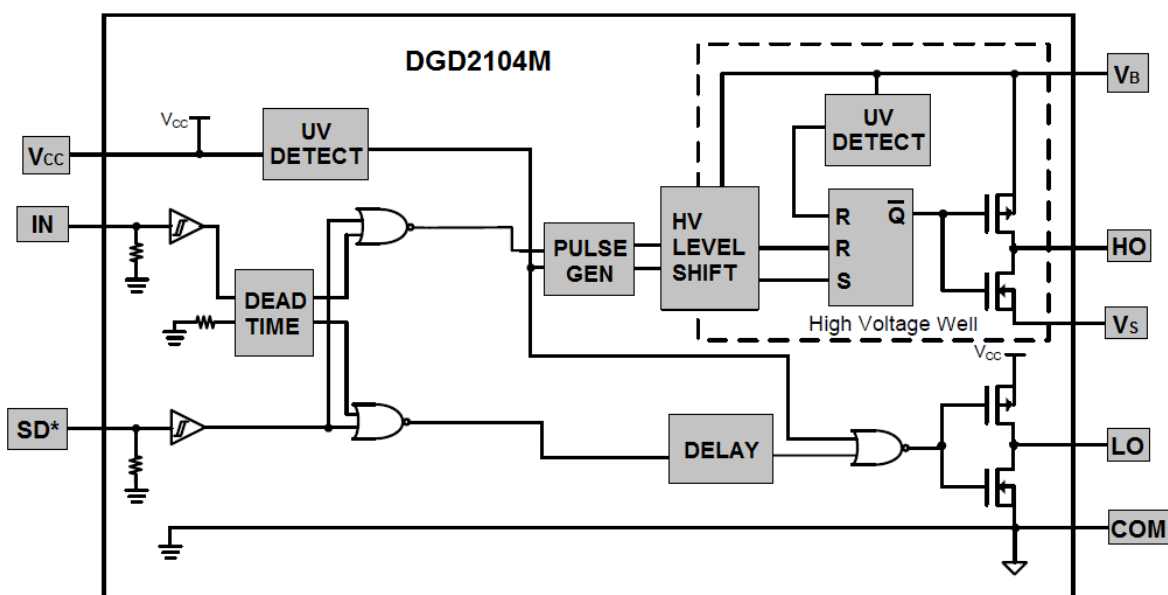 DGD2104M
VB
VCC
UV
DETECT
UV
DETECT
VCC
IN
HV
LEVEL
SHIFT
R
Q̅
R
S
PULSE
GEN
HO
DEAD
TIME
High Voltage Well
VS
VCC
SD*
DELAY
LO
COM